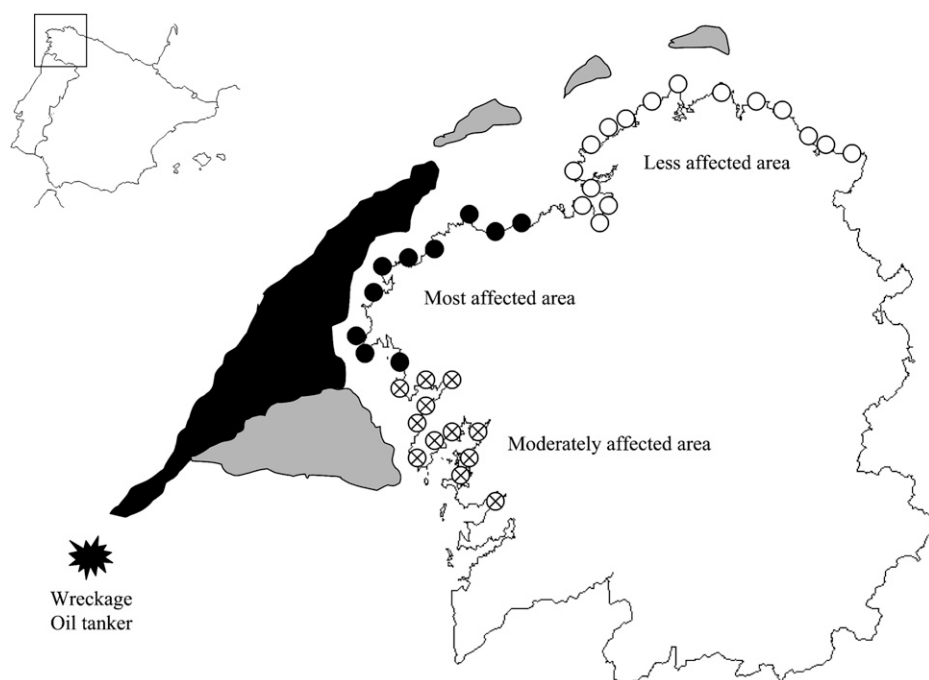 Less affected area
Most affected area
Moderately affected area
Wreckage
Oil tanker